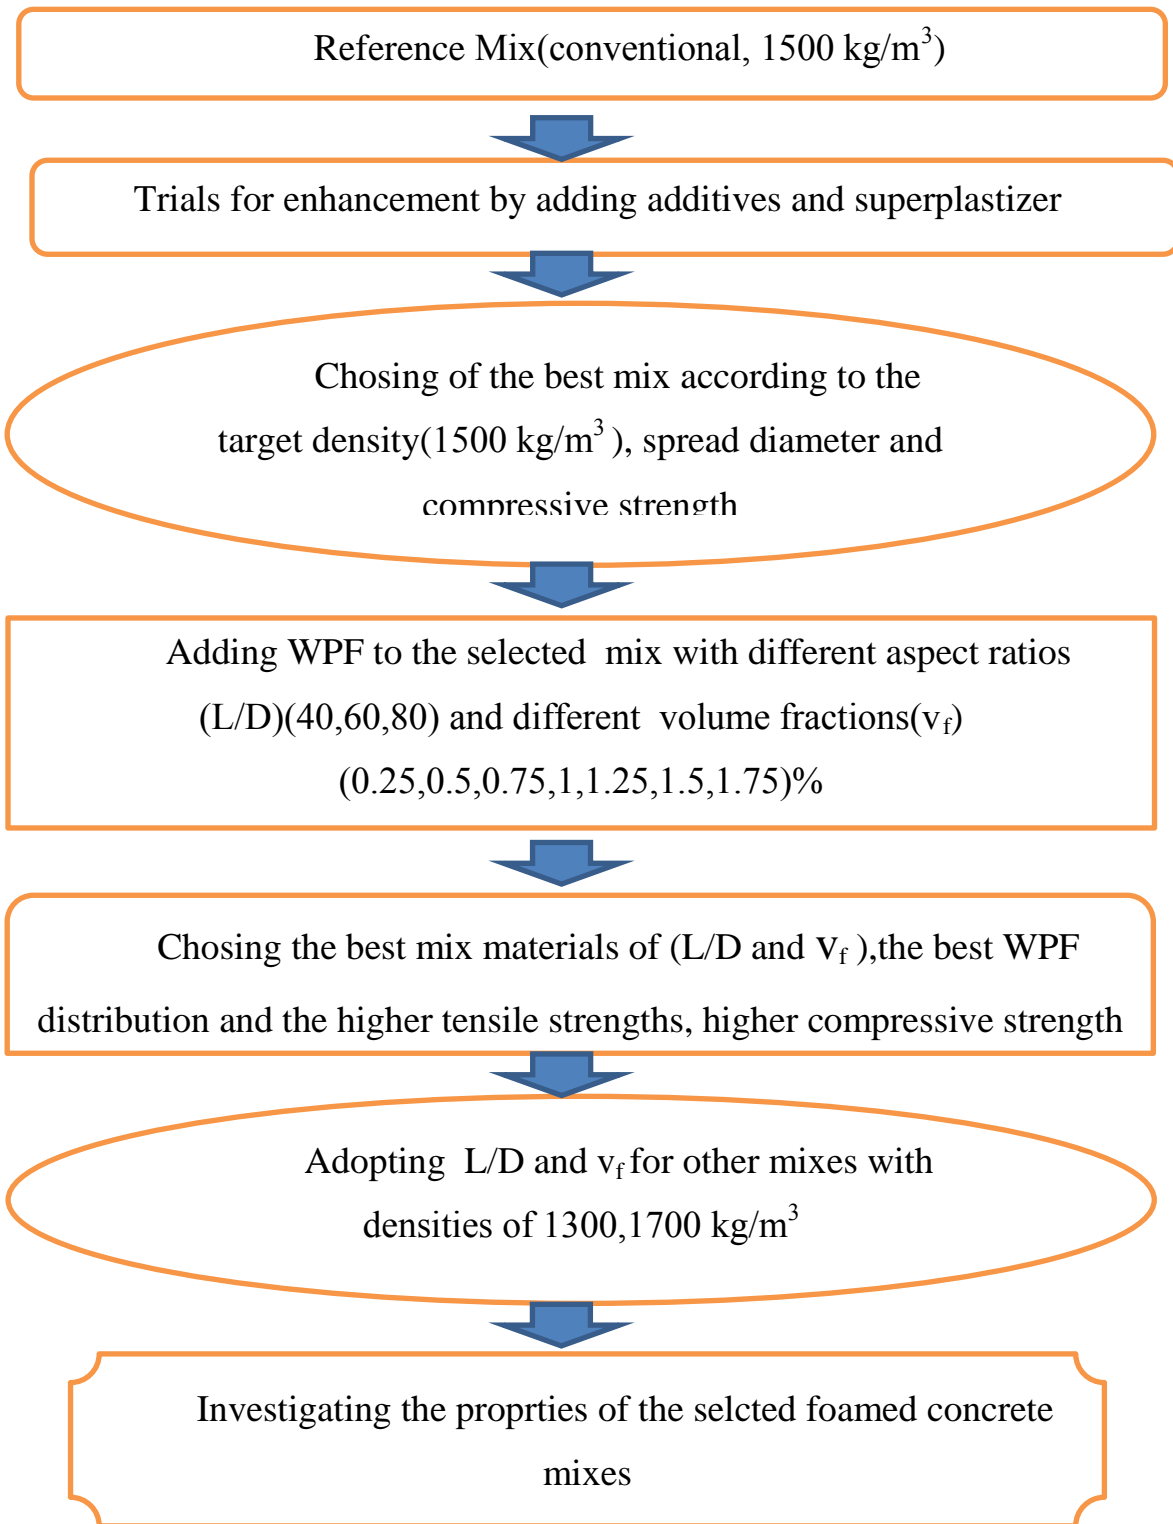 Reference Mix(conventional, 1500 kg/m³)
Trials for enhancement by adding additives and superplastizer
Chosing of the best mix according to the
target density(1500 kg/m³ ), spread diameter and
compressive strength
Adding WPF to the selected mix with different aspect ratios
(L/D)(40,60,80) and different volume fractions(vf)
(0.25,0.5,0.75,1,1.25,1.5,1.75)%
Chosing the best mix materials of (L/D and vf ),the best WPF
distribution and the higher tensile strengths, higher compressive strength
Adopting L/D and vf for other mixes with
densities of 1300,1700 kg/m³
Investigating the proprties of the selcted foamed concrete
mixes